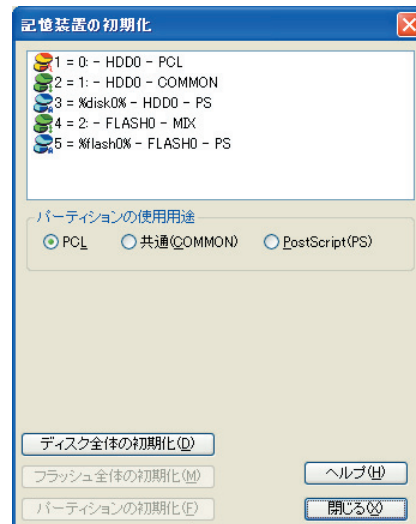 記憶装置の初期化
1 = 0: - HDD0 - PCL
2 = 1: - HDD0 - COMMON
3 = %disk0% - HDD0 - PS
4 = 2: - FLASH0 - MIX
5 = %flash0% - FLASH0 - PS
パーティションの使用用途
PCL 共通(COMMON) PostScript(PS)
ディスク全体の初期化(D)
フラッシュ全体の初期化(M) ヘルプ(H)
パーティションの初期化(F) 閉じる(X)